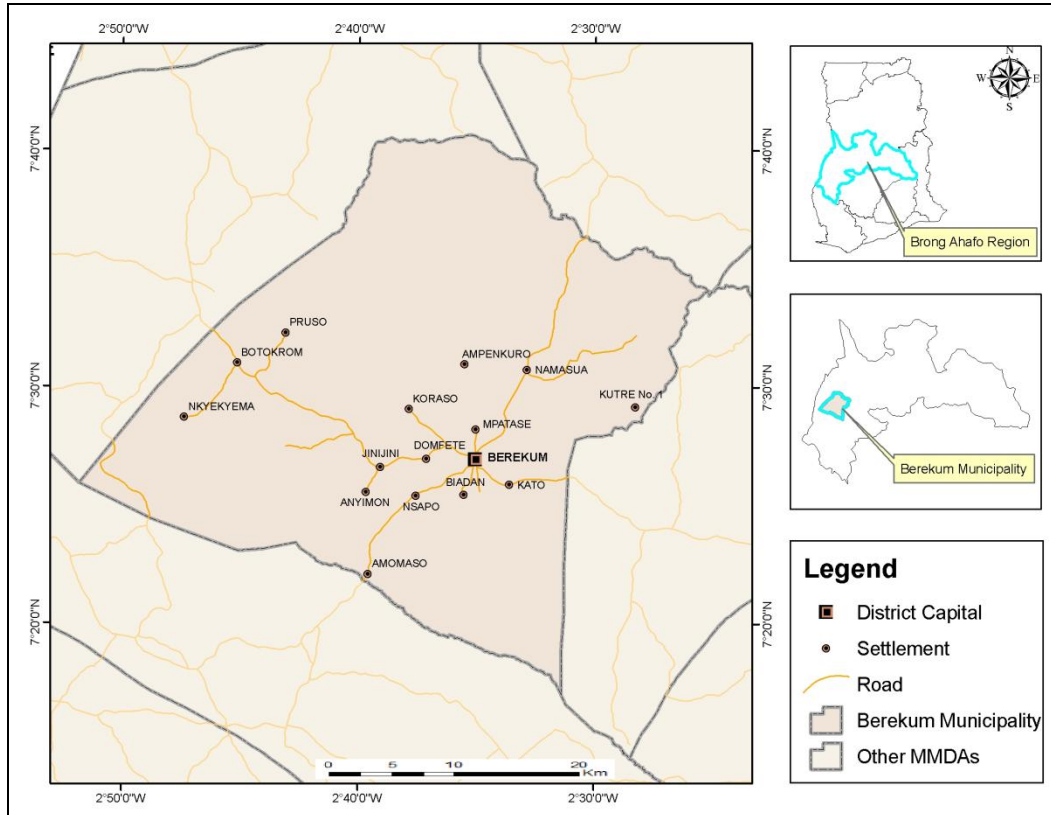 2°50'0"W
2°40'0"W
2°30'0"W
7°40'0"N
7°40'0"N
7°30'0"N
7°30'0"N
7°20'0"N
7°20'0"N
PRUSO
BOTOKROM
AMPENKURO
NAMASUA
NKYEKYEMA
KORASO
KUTRE No. 1
MPATASE
DOMFETE
BEREKUM
JINIJINI
BIADAN
KATO
ANYIMON
NSAPO
AMOMASO
0 5 10 20
Km
2°50'0"W
2°40'0"W
2°30'0"W
N
W
E
S
Brong Ahafo Region
Berekum Municipality
Legend
District Capital
Settlement
Road
Berekum Municipality
Other MMDAs